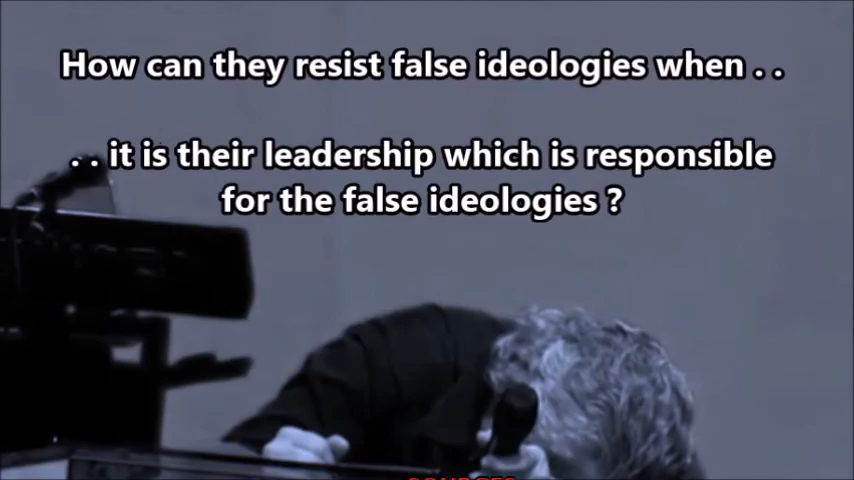 How can they resist false ideologies when . .
. . it is their leadership which is responsible
for the false ideologies ?